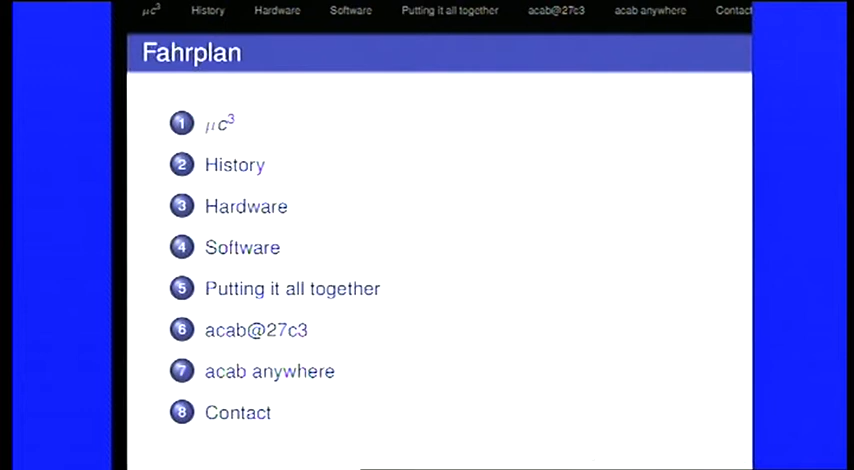 μc³ History Hardware Software Putting it all together acab@27c3 acab anywhere Contact
Fahrplan
1 μc³
2 History
3 Hardware
4 Software
5 Putting it all together
6 acab@27c3
7 acab anywhere
8 Contact